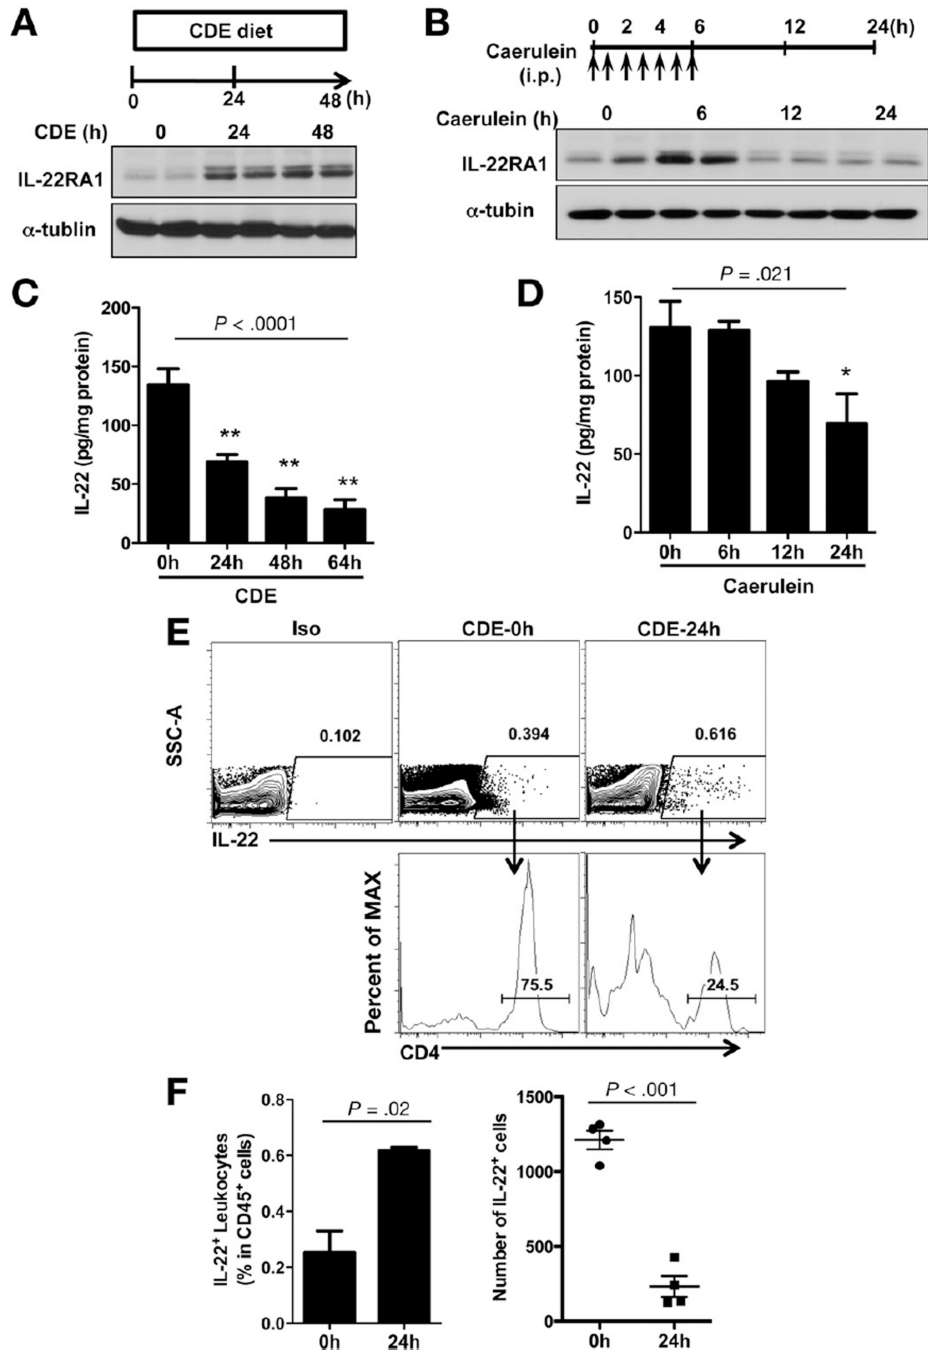 A
CDE diet
0 24 48 (h)
CDE (h) 0 24 48
IL-22RA1
α-tublin
B
0 2 4 6 12 24(h)
Caerulein
(i.p.)
Caerulein (h) 0 6 12 24
IL-22RA1
α-tubin
C
IL-22 (pg/mg protein)
200
150
100
50
0
P < .0001
**
**
**
0h 24h 48h 64h
CDE
D
IL-22 (pg/mg protein)
150
100
50
0
P = .021
*
0h 6h 12h 24h
Caerulein
E
Iso CDE-0h CDE-24h
SSC-A
0.102 0.394 0.616
IL-22
Percent of MAX
75.5 24.5
CD4
F
IL-22⁺ Leukocytes
(% in CD45⁺ cells)
0.8
0.6
0.4
0.2
0.0
P = .02
0h 24h
Number of IL-22⁺ cells
1500
1000
500
0
P < .001
0h 24h